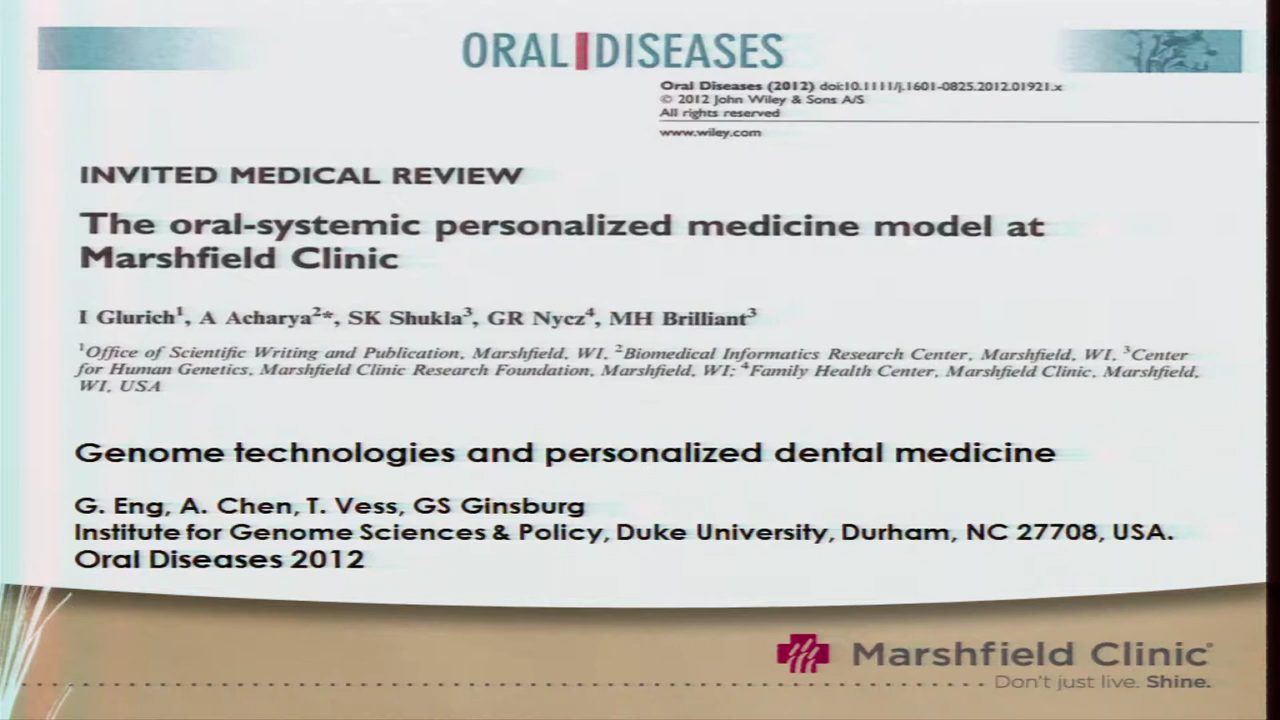 ORAL DISEASES
Oral Diseases (2012) doi:10.1111/j.1601-0825.2012.01921.x
© 2012 John Wiley & Sons A/S
All rights reserved
www.wiley.com
INVITED MEDICAL REVIEW
The oral-systemic personalized medicine model at
Marshfield Clinic
I Glurich¹, A Acharya²*, SK Shukla³, GR Nycz⁴, MH Brilliant³
¹Office of Scientific Writing and Publication, Marshfield, WI, ²Biomedical Informatics Research Center, Marshfield, WI, ³Center
for Human Genetics, Marshfield Clinic Research Foundation, Marshfield, WI; ⁴Family Health Center, Marshfield Clinic, Marshfield,
WI, USA
Genome technologies and personalized dental medicine
G. Eng, A. Chen, T. Vess, GS Ginsburg
Institute for Genome Sciences & Policy, Duke University, Durham, NC 27708, USA.
Oral Diseases 2012
Marshfield Clinic®
Don't just live. Shine.